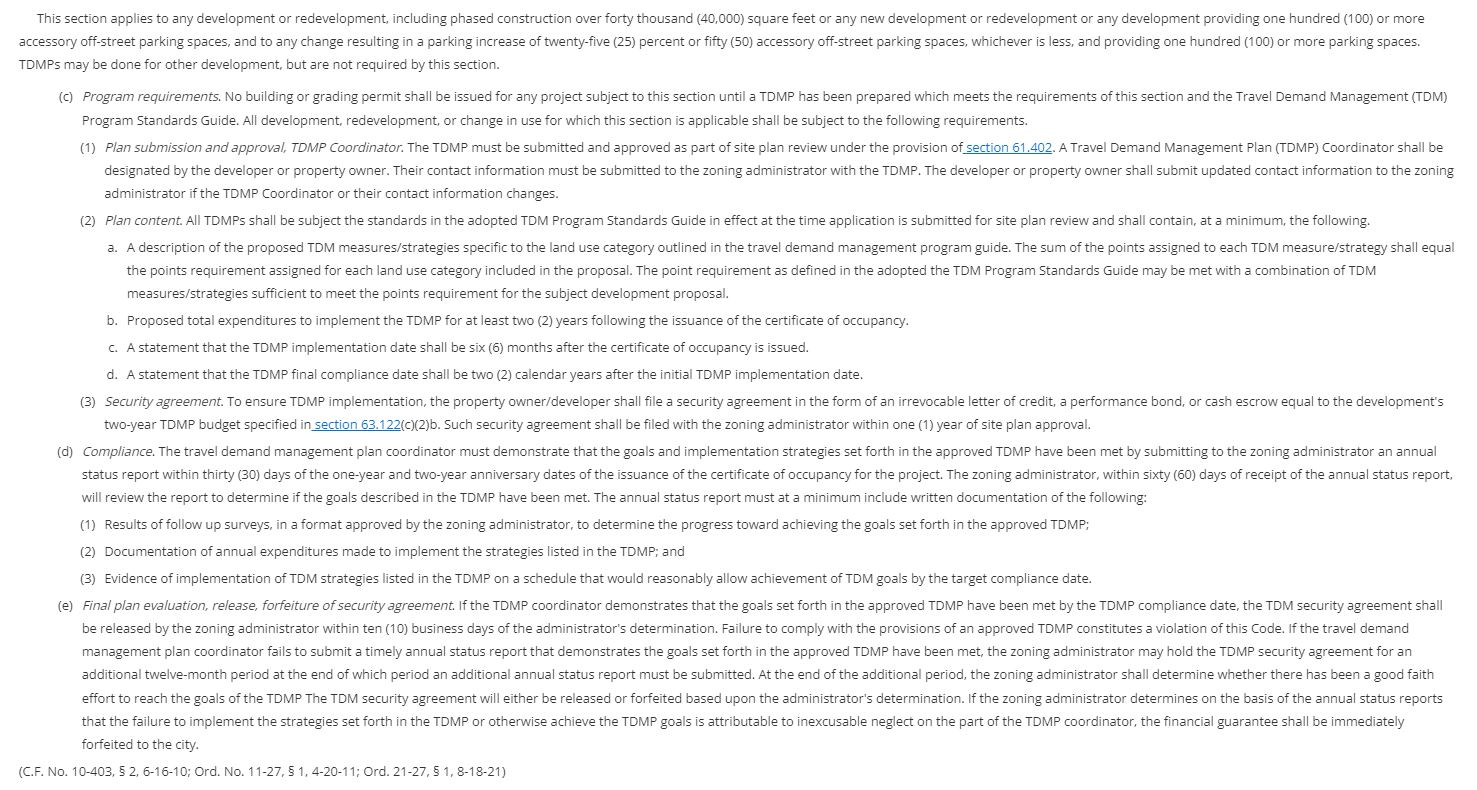 This section applies to any development or redevelopment, including phased construction over forty thousand (40,000) square feet or any new development or redevelopment or any development providing one hundred (100) or more
accessory off-street parking spaces, and to any change resulting in a parking increase of twenty-five (25) percent or fifty (50) accessory off-street parking spaces, whichever is less, and providing one hundred (100) or more parking spaces.
TDMPs may be done for other development, but are not required by this section.
(c) Program requirements. No building or grading permit shall be issued for any project subject to this section until a TDMP has been prepared which meets the requirements of this section and the Travel Demand Management (TDM)
Program Standards Guide. All development, redevelopment, or change in use for which this section is applicable shall be subject to the following requirements.
(1) Plan submission and approval, TDMP Coordinator. The TDMP must be submitted and approved as part of site plan review under the provision of section 61.402. A Travel Demand Management Plan (TDMP) Coordinator shall be
designated by the developer or property owner. Their contact information must be submitted to the zoning administrator with the TDMP. The developer or property owner shall submit updated contact information to the zoning
administrator if the TDMP Coordinator or their contact information changes.
(2) Plan content. All TDMPs shall be subject the standards in the adopted TDM Program Standards Guide in effect at the time application is submitted for site plan review and shall contain, at a minimum, the following.
a. A description of the proposed TDM measures/strategies specific to the land use category outlined in the travel demand management program guide. The sum of the points assigned to each TDM measure/strategy shall equal
the points requirement assigned for each land use category included in the proposal. The point requirement as defined in the adopted the TDM Program Standards Guide may be met with a combination of TDM
measures/strategies sufficient to meet the points requirement for the subject development proposal.
b. Proposed total expenditures to implement the TDMP for at least two (2) years following the issuance of the certificate of occupancy.
c. A statement that the TDMP implementation date shall be six (6) months after the certificate of occupancy is issued.
d. A statement that the TDMP final compliance date shall be two (2) calendar years after the initial TDMP implementation date.
(3) Security agreement. To ensure TDMP implementation, the property owner/developer shall file a security agreement in the form of an irrevocable letter of credit, a performance bond, or cash escrow equal to the development's
two-year TDMP budget specified in section 63.122(c)(2)b. Such security agreement shall be filed with the zoning administrator within one (1) year of site plan approval.
(d) Compliance. The travel demand management plan coordinator must demonstrate that the goals and implementation strategies set forth in the approved TDMP have been met by submitting to the zoning administrator an annual
status report within thirty (30) days of the one-year and two-year anniversary dates of the issuance of the certificate of occupancy for the project. The zoning administrator, within sixty (60) days of receipt of the annual status report,
will review the report to determine if the goals described in the TDMP have been met. The annual status report must at a minimum include written documentation of the following:
(1) Results of follow up surveys, in a format approved by the zoning administrator, to determine the progress toward achieving the goals set forth in the approved TDMP;
(2) Documentation of annual expenditures made to implement the strategies listed in the TDMP; and
(3) Evidence of implementation of TDM strategies listed in the TDMP on a schedule that would reasonably allow achievement of TDM goals by the target compliance date.
(e) Final plan evaluation, release, forfeiture of security agreement. If the TDMP coordinator demonstrates that the goals set forth in the approved TDMP have been met by the TDMP compliance date, the TDM security agreement shall
be released by the zoning administrator within ten (10) business days of the administrator's determination. Failure to comply with the provisions of an approved TDMP constitutes a violation of this Code. If the travel demand
management plan coordinator fails to submit a timely annual status report that demonstrates the goals set forth in the approved TDMP have been met, the zoning administrator may hold the TDMP security agreement for an
additional twelve-month period at the end of which period an additional annual status report must be submitted. At the end of the additional period, the zoning administrator shall determine whether there has been a good faith
effort to reach the goals of the TDMP The TDM security agreement will either be released or forfeited based upon the administrator's determination. If the zoning administrator determines on the basis of the annual status reports
that the failure to implement the strategies set forth in the TDMP or otherwise achieve the TDMP goals is attributable to inexcusable neglect on the part of the TDMP coordinator, the financial guarantee shall be immediately
forfeited to the city.
(C.F. No. 10-403, § 2, 6-16-10; Ord. No. 11-27, § 1, 4-20-11; Ord. 21-27, § 1, 8-18-21)